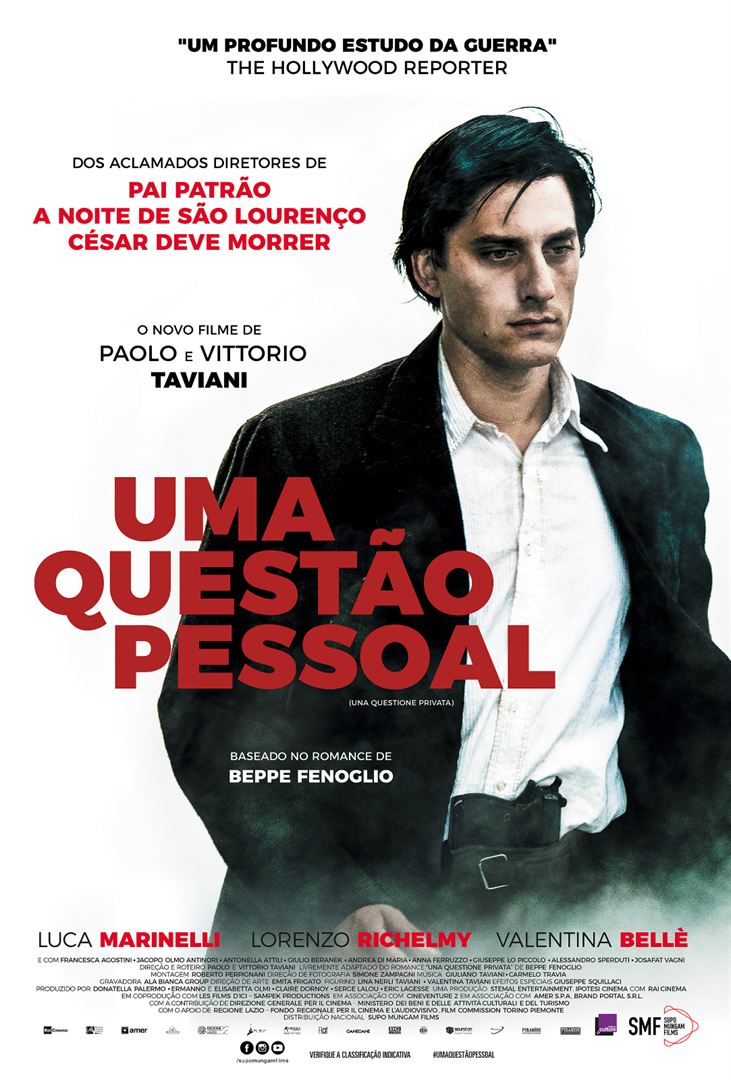 "UM PROFUNDO ESTUDO DA GUERRA"
THE HOLLYWOOD REPORTER
DOS ACLAMADOS DIRETORES DE
PAI PATRÃO
A NOITE DE SÃO LOURENÇO
CÉSAR DEVE MORRER
O NOVO FILME DE
PAOLO E VITTORIO
TAVIANI
UMA
QUESTÃO
PESSOAL
(UNA QUESTIONE PRIVATA)
BASEADO NO ROMANCE DE
BEPPE FENOGLIO
LUCA MARINELLI LORENZO RICHELMY VALENTINA BELLÈ
E COM FRANCESCA AGOSTINI • JACOPO OLMO ANTINORI • ANTONELLA ATTILI • GIULIO BERANEK • ANDREA DI MARIA • ANNA FERRUZZO • GIUSEPPE LO PICCOLO • ALESSANDRO SPERDUTI • JOSAFAT VAGNI
DIREÇÃO E ROTEIRO PAOLO E VITTORIO TAVIANI LIVREMENTE ADAPTADO DO ROMANCE "UNA QUESTIONE PRIVATA" DE BEPPE FENOGLIO
MONTAGEM ROBERTO PERPIGNANI DIREÇÃO DE FOTOGRAFIA SIMONE ZAMPAGNI MÚSICA GIULIANO TAVIANI • CARMELO TRAVIA
GRAVADORA ALA BIANCA GROUP DIREÇÃO DE ARTE EMITA FRIGATO FIGURINO LINA NERLI TAVIANI • VALENTINA TAVIANI EFEITOS ESPECIAIS GIUSEPPE SQUILLACI
PRODUZIDO POR DONATELLA PALERMO • ERMANNO E ELISABETTA OLMI • CLAIRE DORNOY • SERGE LALOU • ERIC LAGESSE UMA PRODUÇÃO STEMAL ENTERTAINMENT IPOTESI CINEMA COM RAI CINEMA
EM COPRODUÇÃO COM LES FILMS D'ICI – SAMPEK PRODUCTIONS EM ASSOCIAÇÃO COM CINEVENTURE 2 EM ASSOCIAÇÃO COM AMER S.P.A. BRAND PORTAL S.R.L.
COM A CONTRIBUIÇÃO DE DIREZIONE GENERALE PER IL CINEMA – MINISTERO DEI BENI E DELLE ATTIVITÀ CULTURALI E DEL TURISMO
COM O APOIO DE REGIONE LAZIO – FONDO REGIONALE PER IL CINEMA E L'AUDIOVISIVO, FILM COMMISSION TORINO PIEMONTE
DISTRIBUIÇÃO NACIONAL SUPO MUNGAM FILMS
Rai Cinema amer culture SMF SUPO MUNGAM FILMS
/supomungamfilms
VERIFIQUE A CLASSIFICAÇÃO INDICATIVA #UMAQUESTÃOPESSOAL